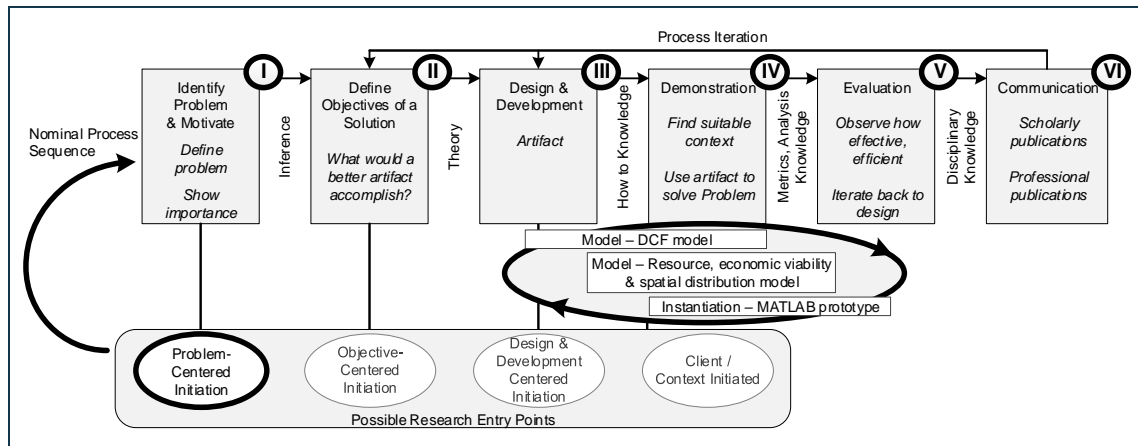 Process Iteration
Nominal Process
Sequence
I
Identify
Problem
& Motivate
Define
problem
Show
importance
Inference
II
Define
Objectives of a
Solution
What would a
better artifact
accomplish?
Theory
III
Design &
Development
Artifact
How to Knowledge
IV
Demonstration
Find suitable
context
Use artifact to
solve Problem
Metrics, Analysis
Knowledge
V
Evaluation
Observe how
effective,
efficient
Iterate back to
design
Disciplinary
Knowledge
VI
Communication
Scholarly
publications
Professional
publications
Model – DCF model
Model – Resource, economic viability
& spatial distribution model
Instantiation – MATLAB prototype
Problem-
Centered
Initiation
Objective-
Centered
Initiation
Design &
Development
Centered
Initiation
Client /
Context Initiated
Possible Research Entry Points